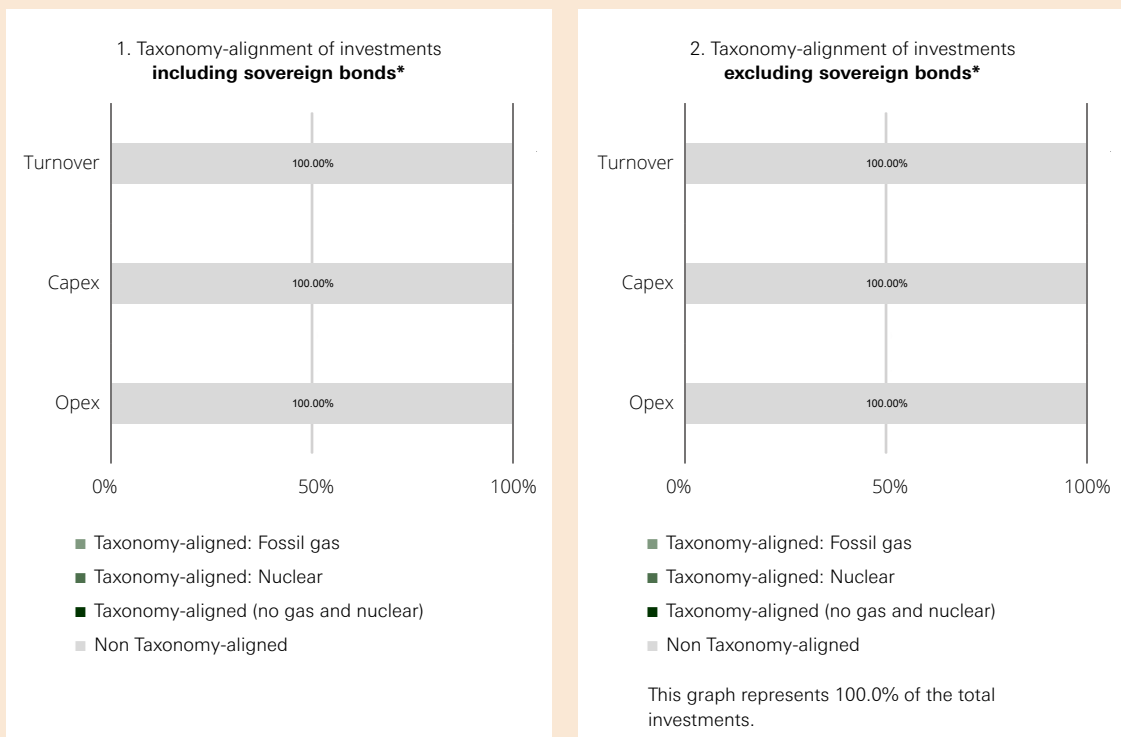 1. Taxonomy-alignment of investments
including sovereign bonds*
Turnover
100.00%
Capex
100.00%
Opex
100.00%
0%
50%
100%
Taxonomy-aligned: Fossil gas
Taxonomy-aligned: Nuclear
Taxonomy-aligned (no gas and nuclear)
Non Taxonomy-aligned
2. Taxonomy-alignment of investments
excluding sovereign bonds*
Turnover
100.00%
Capex
100.00%
Opex
100.00%
0%
50%
100%
Taxonomy-aligned: Fossil gas
Taxonomy-aligned: Nuclear
Taxonomy-aligned (no gas and nuclear)
Non Taxonomy-aligned
This graph represents 100.0% of the total
investments.